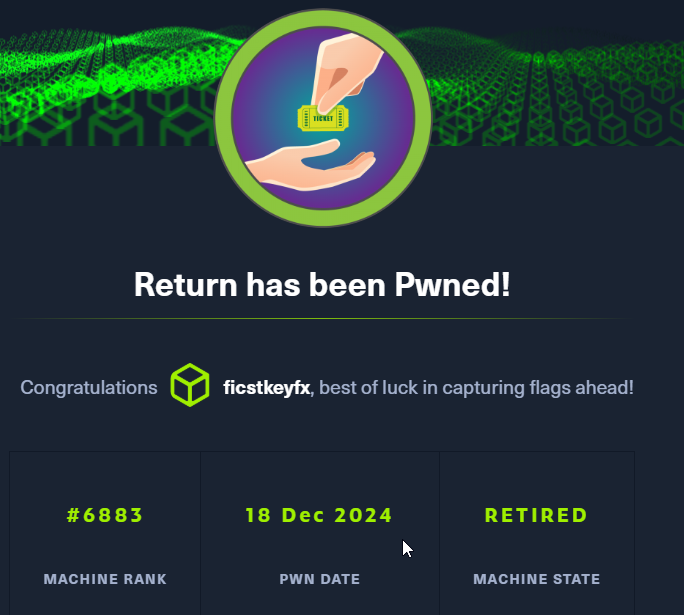 TICKET
Return has been Pwned!
Congratulations ficstkeyfx, best of luck in capturing flags ahead!
#6883 18 Dec 2024 RETIRED
MACHINE RANK PWN DATE MACHINE STATE